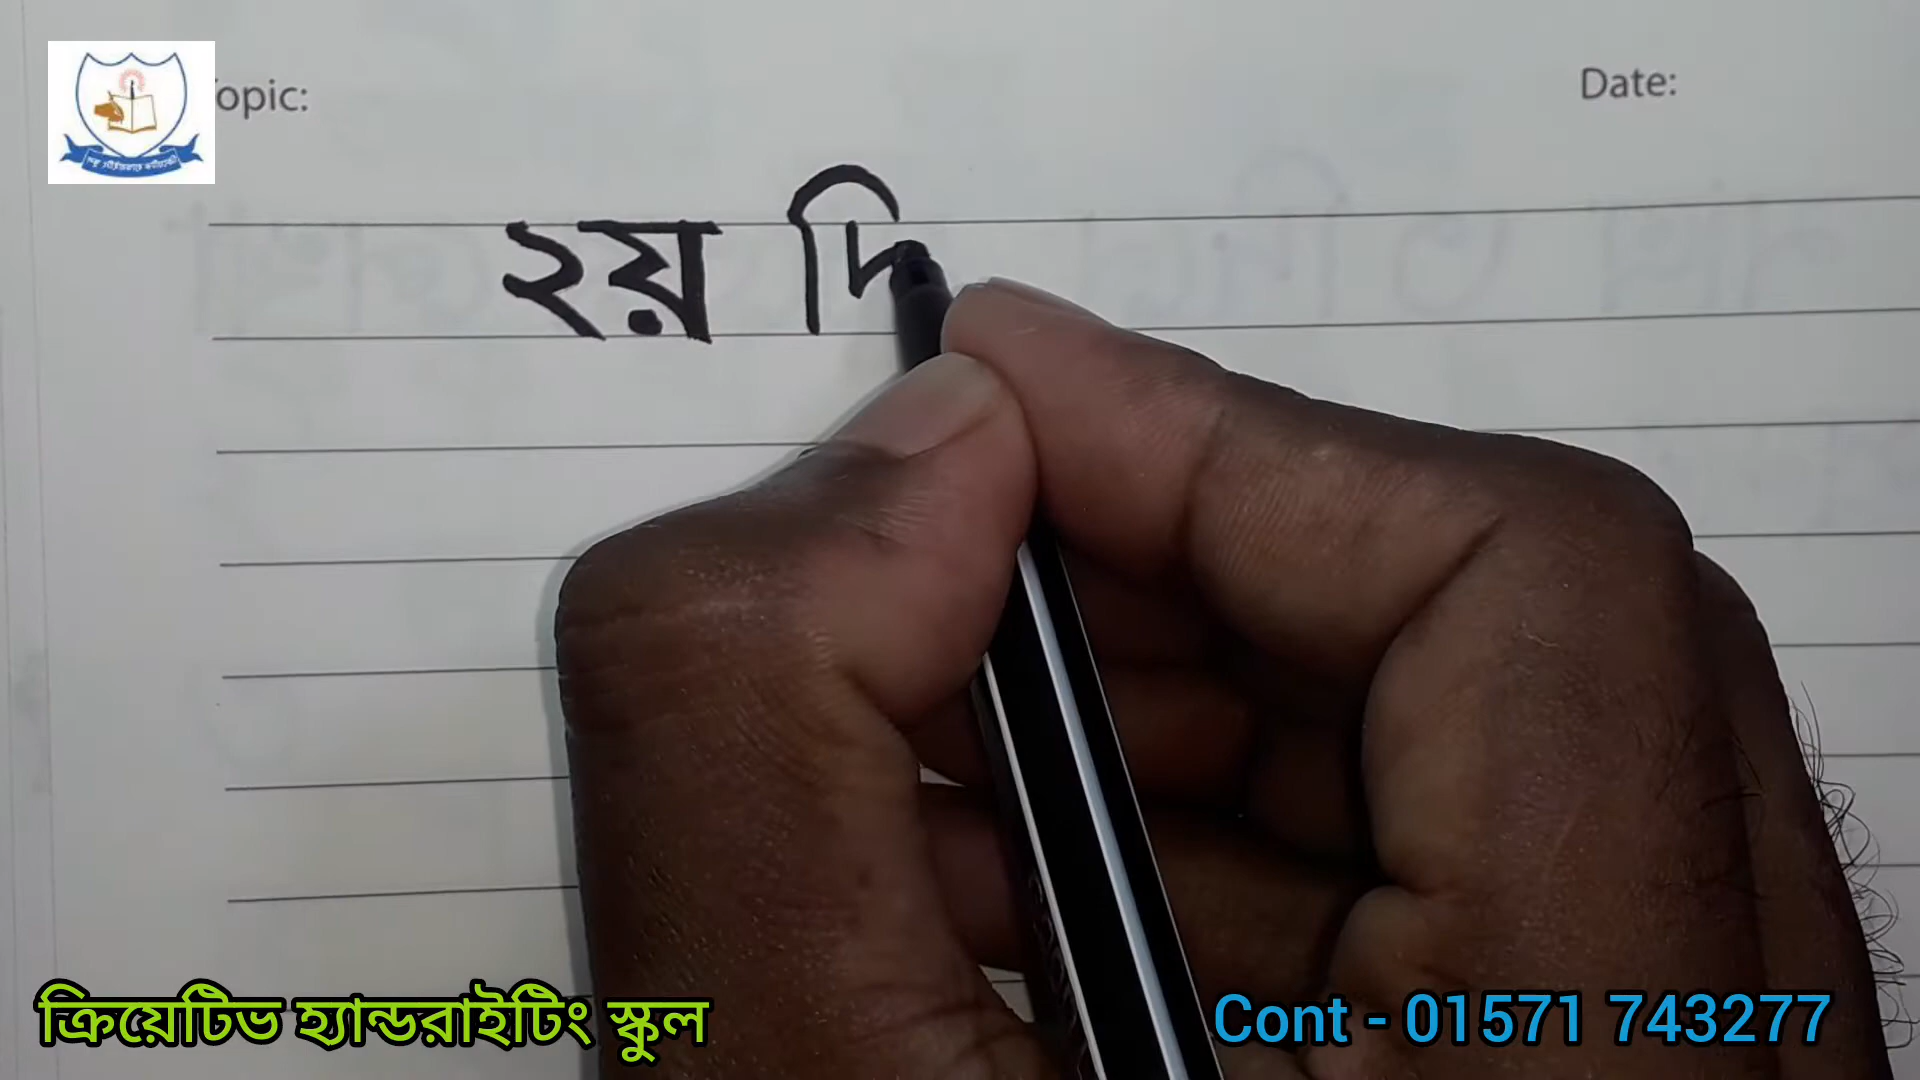 Topic:
Date:
২য় দি
ক্রিয়েটিভ হ্যান্ডরাইটিং স্কুল
Cont - 01571 743277